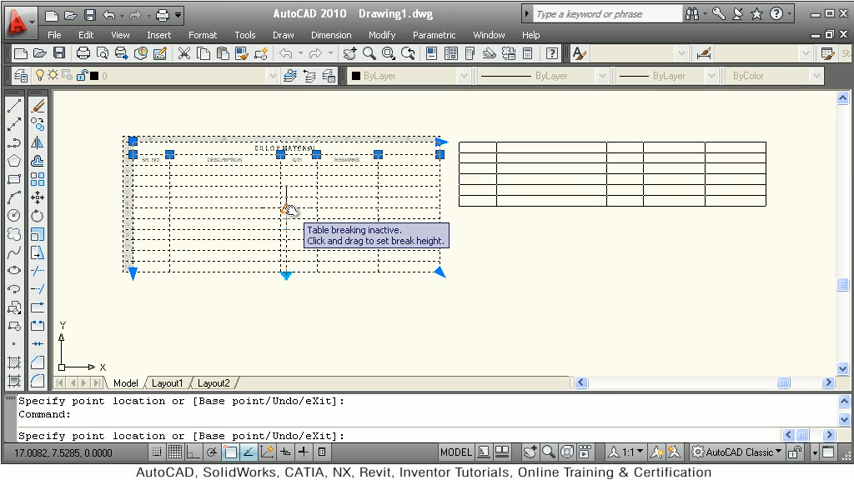 AutoCAD 2010 Drawing1.dwg
Type a keyword or phrase
File Edit View Insert Format Tools Draw Dimension Modify Parametric Window Help
0 ByLayer ByLayer ByLayer ByColor
BILL OF MATERIAL
SR. NO DESCRIPTION QTY REMARKS
Table breaking inactive.
Click and drag to set break height.
Y
X
Model Layout1 Layout2
Specify point location or [Base point/Undo/eXit]:
Command:
Specify point location or [Base point/Undo/eXit]:
17.0082, 7.5285, 0.0000 MODEL 1:1 AutoCAD Classic
AutoCAD, SolidWorks, CATIA, NX, Revit, Inventor Tutorials, Online Training & Certification